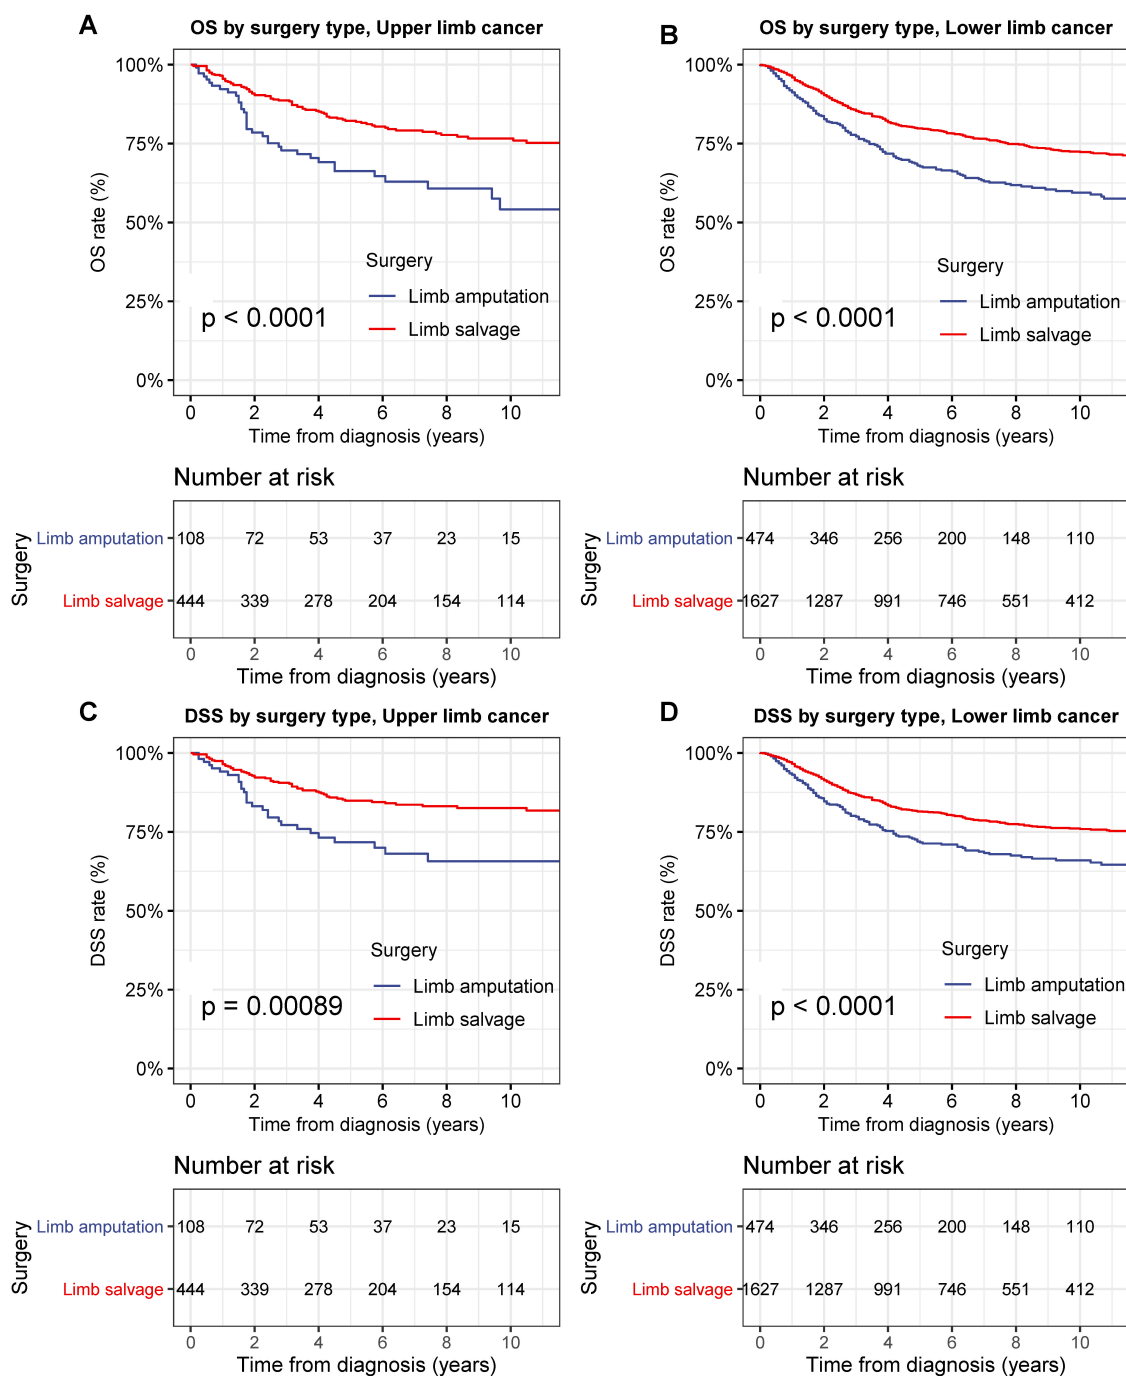 A
OS by surgery type, Upper limb cancer
100%
75%
50%
25%
0%
OS rate (%)
Surgery
Limb amputation
Limb salvage
p < 0.0001
0 2 4 6 8 10
Time from diagnosis (years)
Number at risk
Surgery
Limb amputation 108 72 53 37 23 15
Limb salvage 444 339 278 204 154 114
0 2 4 6 8 10
Time from diagnosis (years)
B
OS by surgery type, Lower limb cancer
100%
75%
50%
25%
0%
OS rate (%)
Surgery
Limb amputation
Limb salvage
p < 0.0001
0 2 4 6 8 10
Time from diagnosis (years)
Number at risk
Surgery
Limb amputation 474 346 256 200 148 110
Limb salvage 1627 1287 991 746 551 412
0 2 4 6 8 10
Time from diagnosis (years)
C
DSS by surgery type, Upper limb cancer
100%
75%
50%
25%
0%
DSS rate (%)
Surgery
Limb amputation
Limb salvage
p = 0.00089
0 2 4 6 8 10
Time from diagnosis (years)
Number at risk
Surgery
Limb amputation 108 72 53 37 23 15
Limb salvage 444 339 278 204 154 114
0 2 4 6 8 10
Time from diagnosis (years)
D
DSS by surgery type, Lower limb cancer
100%
75%
50%
25%
0%
DSS rate (%)
Surgery
Limb amputation
Limb salvage
p < 0.0001
0 2 4 6 8 10
Time from diagnosis (years)
Number at risk
Surgery
Limb amputation 474 346 256 200 148 110
Limb salvage 1627 1287 991 746 551 412
0 2 4 6 8 10
Time from diagnosis (years)